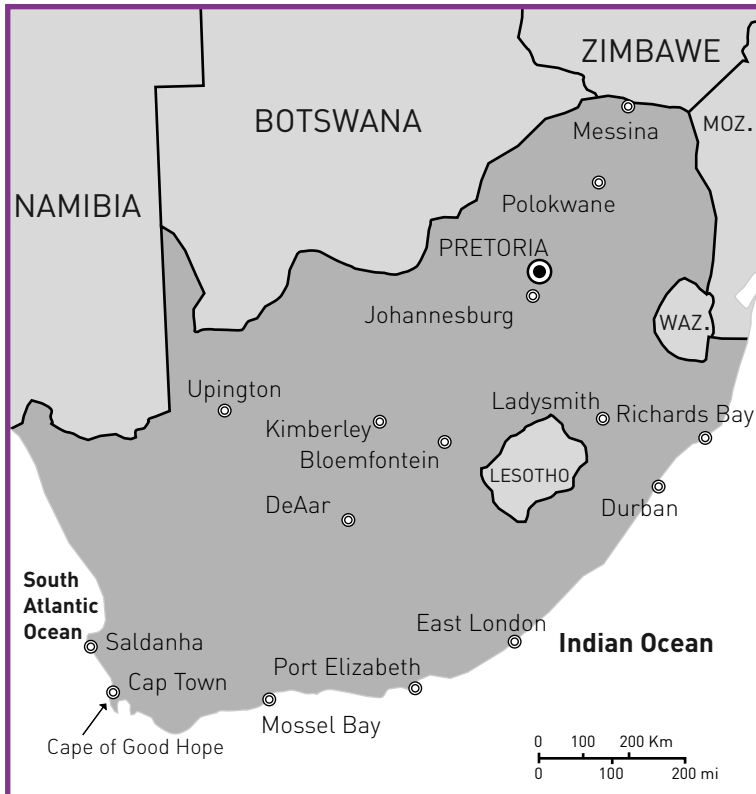 ZIMBAWE
BOTSWANA
MOZ.
Messina
NAMIBIA
Polokwane
PRETORIA
Johannesburg
WAZ.
Upington
Ladysmith
Richards Bay
Kimberley
Bloemfontein
LESOTHO
DeAar
Durban
South
Atlantic
Ocean
Saldanha
East London
Indian Ocean
Port Elizabeth
Cap Town
Mossel Bay
Cape of Good Hope
0 100 200 Km
0 100 200 mi